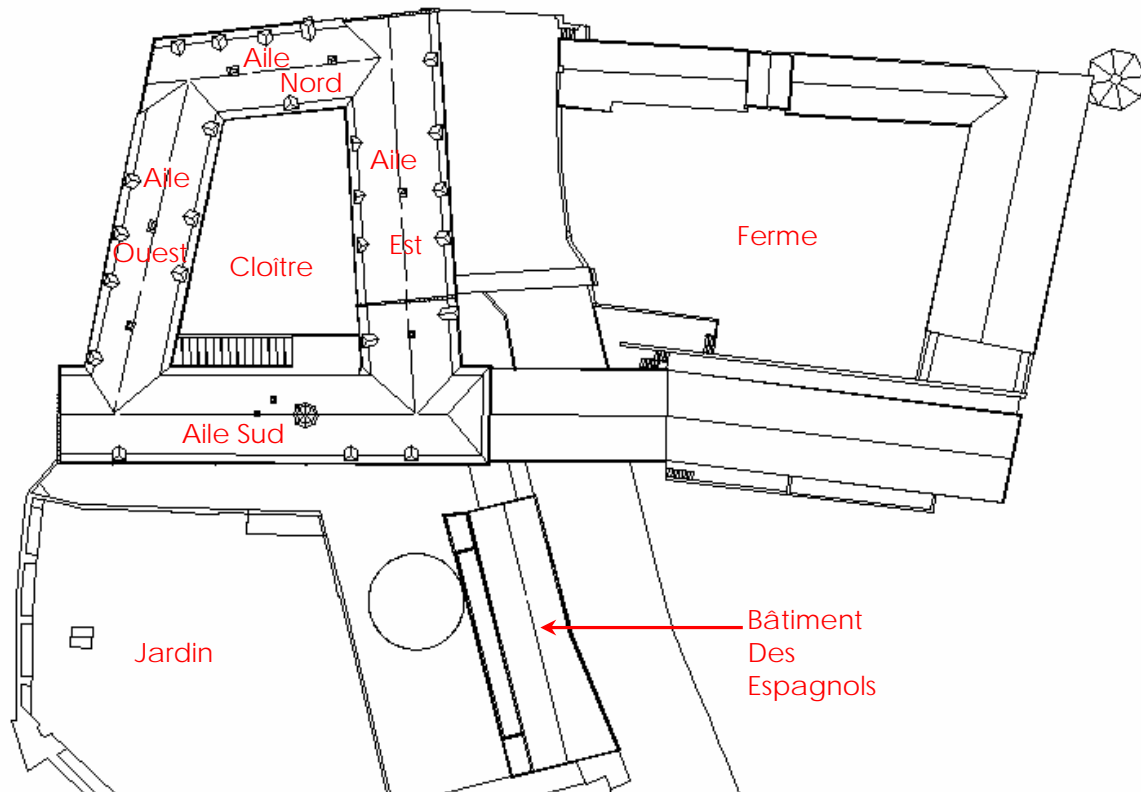 Aile
Nord
Aile
Ouest
Aile
Est
Cloître
Ferme
Aile Sud
Jardin
Bâtiment
Des
Espagnols